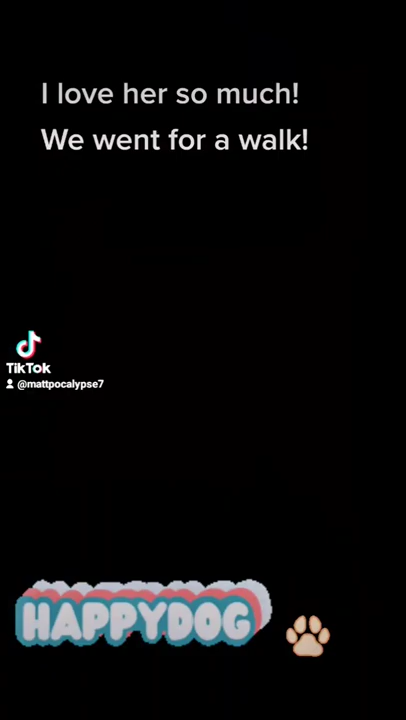 I love her so much!
We went for a walk!
TikTok
@mattpocalypse7
HAPPYDOG